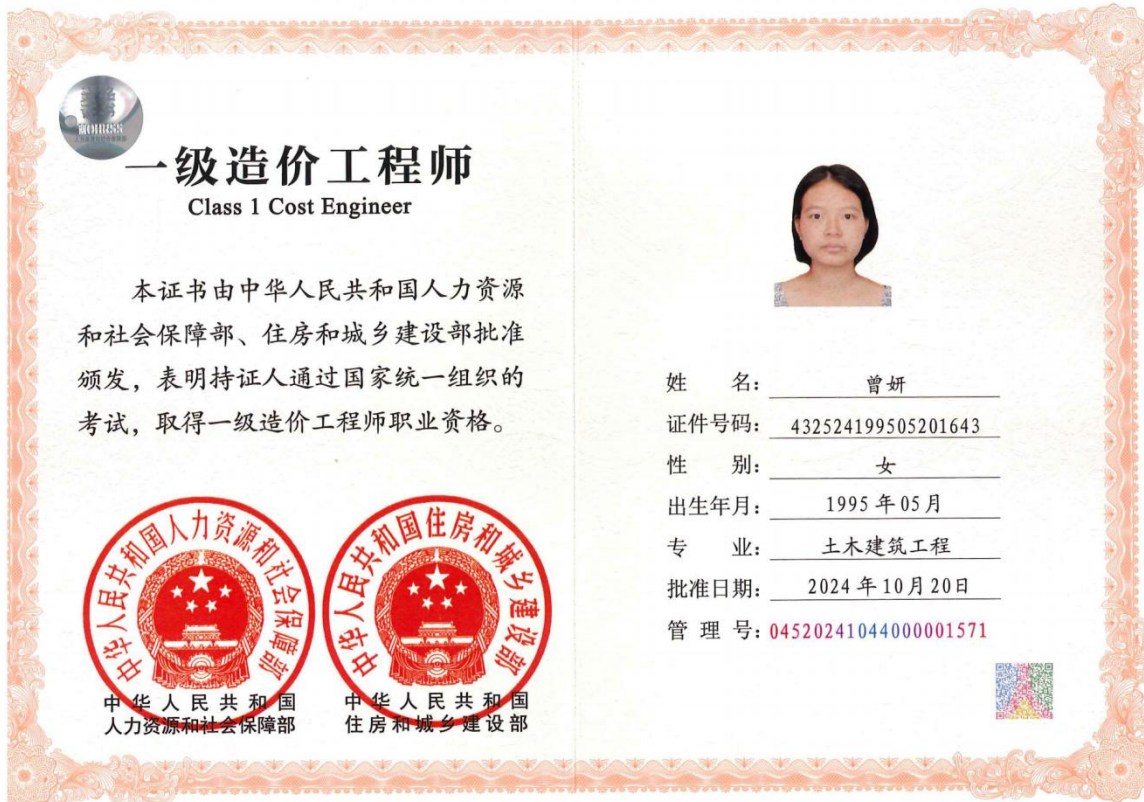 一级造价工程师
Class 1 Cost Engineer
本证书由中华人民共和国人力资源
和社会保障部、住房和城乡建设部批准
颁发，表明持证人通过国家统一组织的
考试，取得一级造价工程师职业资格。
中华人民共和国人力资源和社会保障部
中华人民共和国
人力资源和社会保障部
中华人民共和国住房和城乡建设部
中华人民共和国
住房和城乡建设部
姓 名： 曾妍
证件号码： 432524199505201643
性 别： 女
出生年月： 1995年05月
专 业： 土木建筑工程
批准日期： 2024年10月20日
管 理 号：04520241044000001571